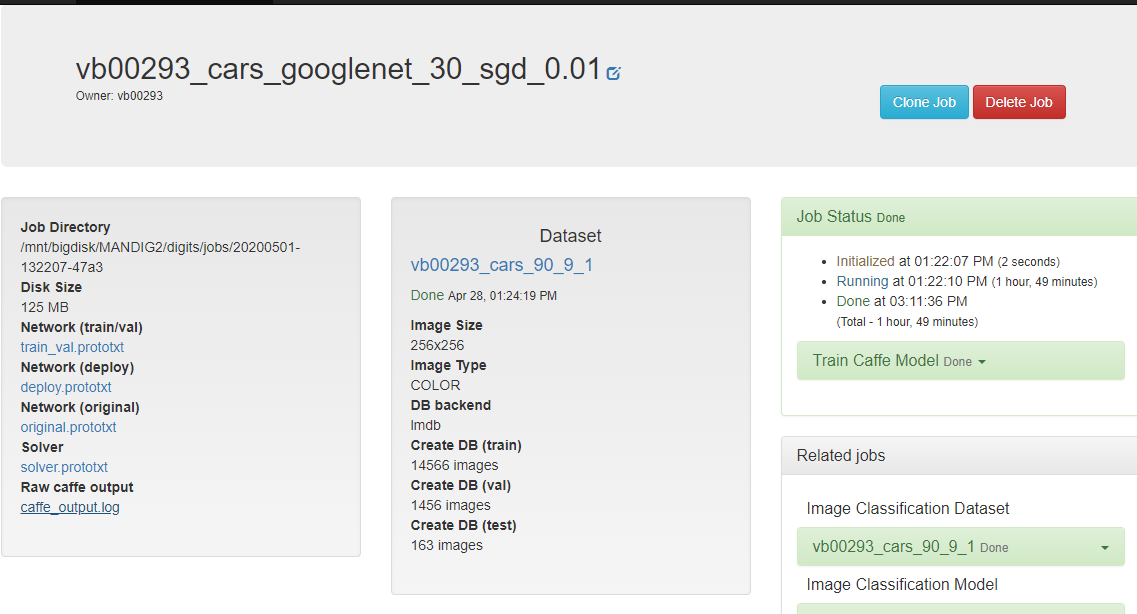 vb00293_cars_googlenet_30_sgd_0.01
Owner: vb00293
Clone Job
Delete Job
Job Directory
/mnt/bigdisk/MANDIG2/digits/jobs/20200501-
132207-47a3
Disk Size
125 MB
Network (train/val)
train_val.prototxt
Network (deploy)
deploy.prototxt
Network (original)
original.prototxt
Solver
solver.prototxt
Raw caffe output
caffe_output.log
Dataset
vb00293_cars_90_9_1
Done Apr 28, 01:24:19 PM
Image Size
256x256
Image Type
COLOR
DB backend
lmdb
Create DB (train)
14566 images
Create DB (val)
1456 images
Create DB (test)
163 images
Job Status Done
Initialized at 01:22:07 PM (2 seconds)
Running at 01:22:10 PM (1 hour, 49 minutes)
Done at 03:11:36 PM
(Total - 1 hour, 49 minutes)
Train Caffe Model Done
Related jobs
Image Classification Dataset
vb00293_cars_90_9_1 Done
Image Classification Model